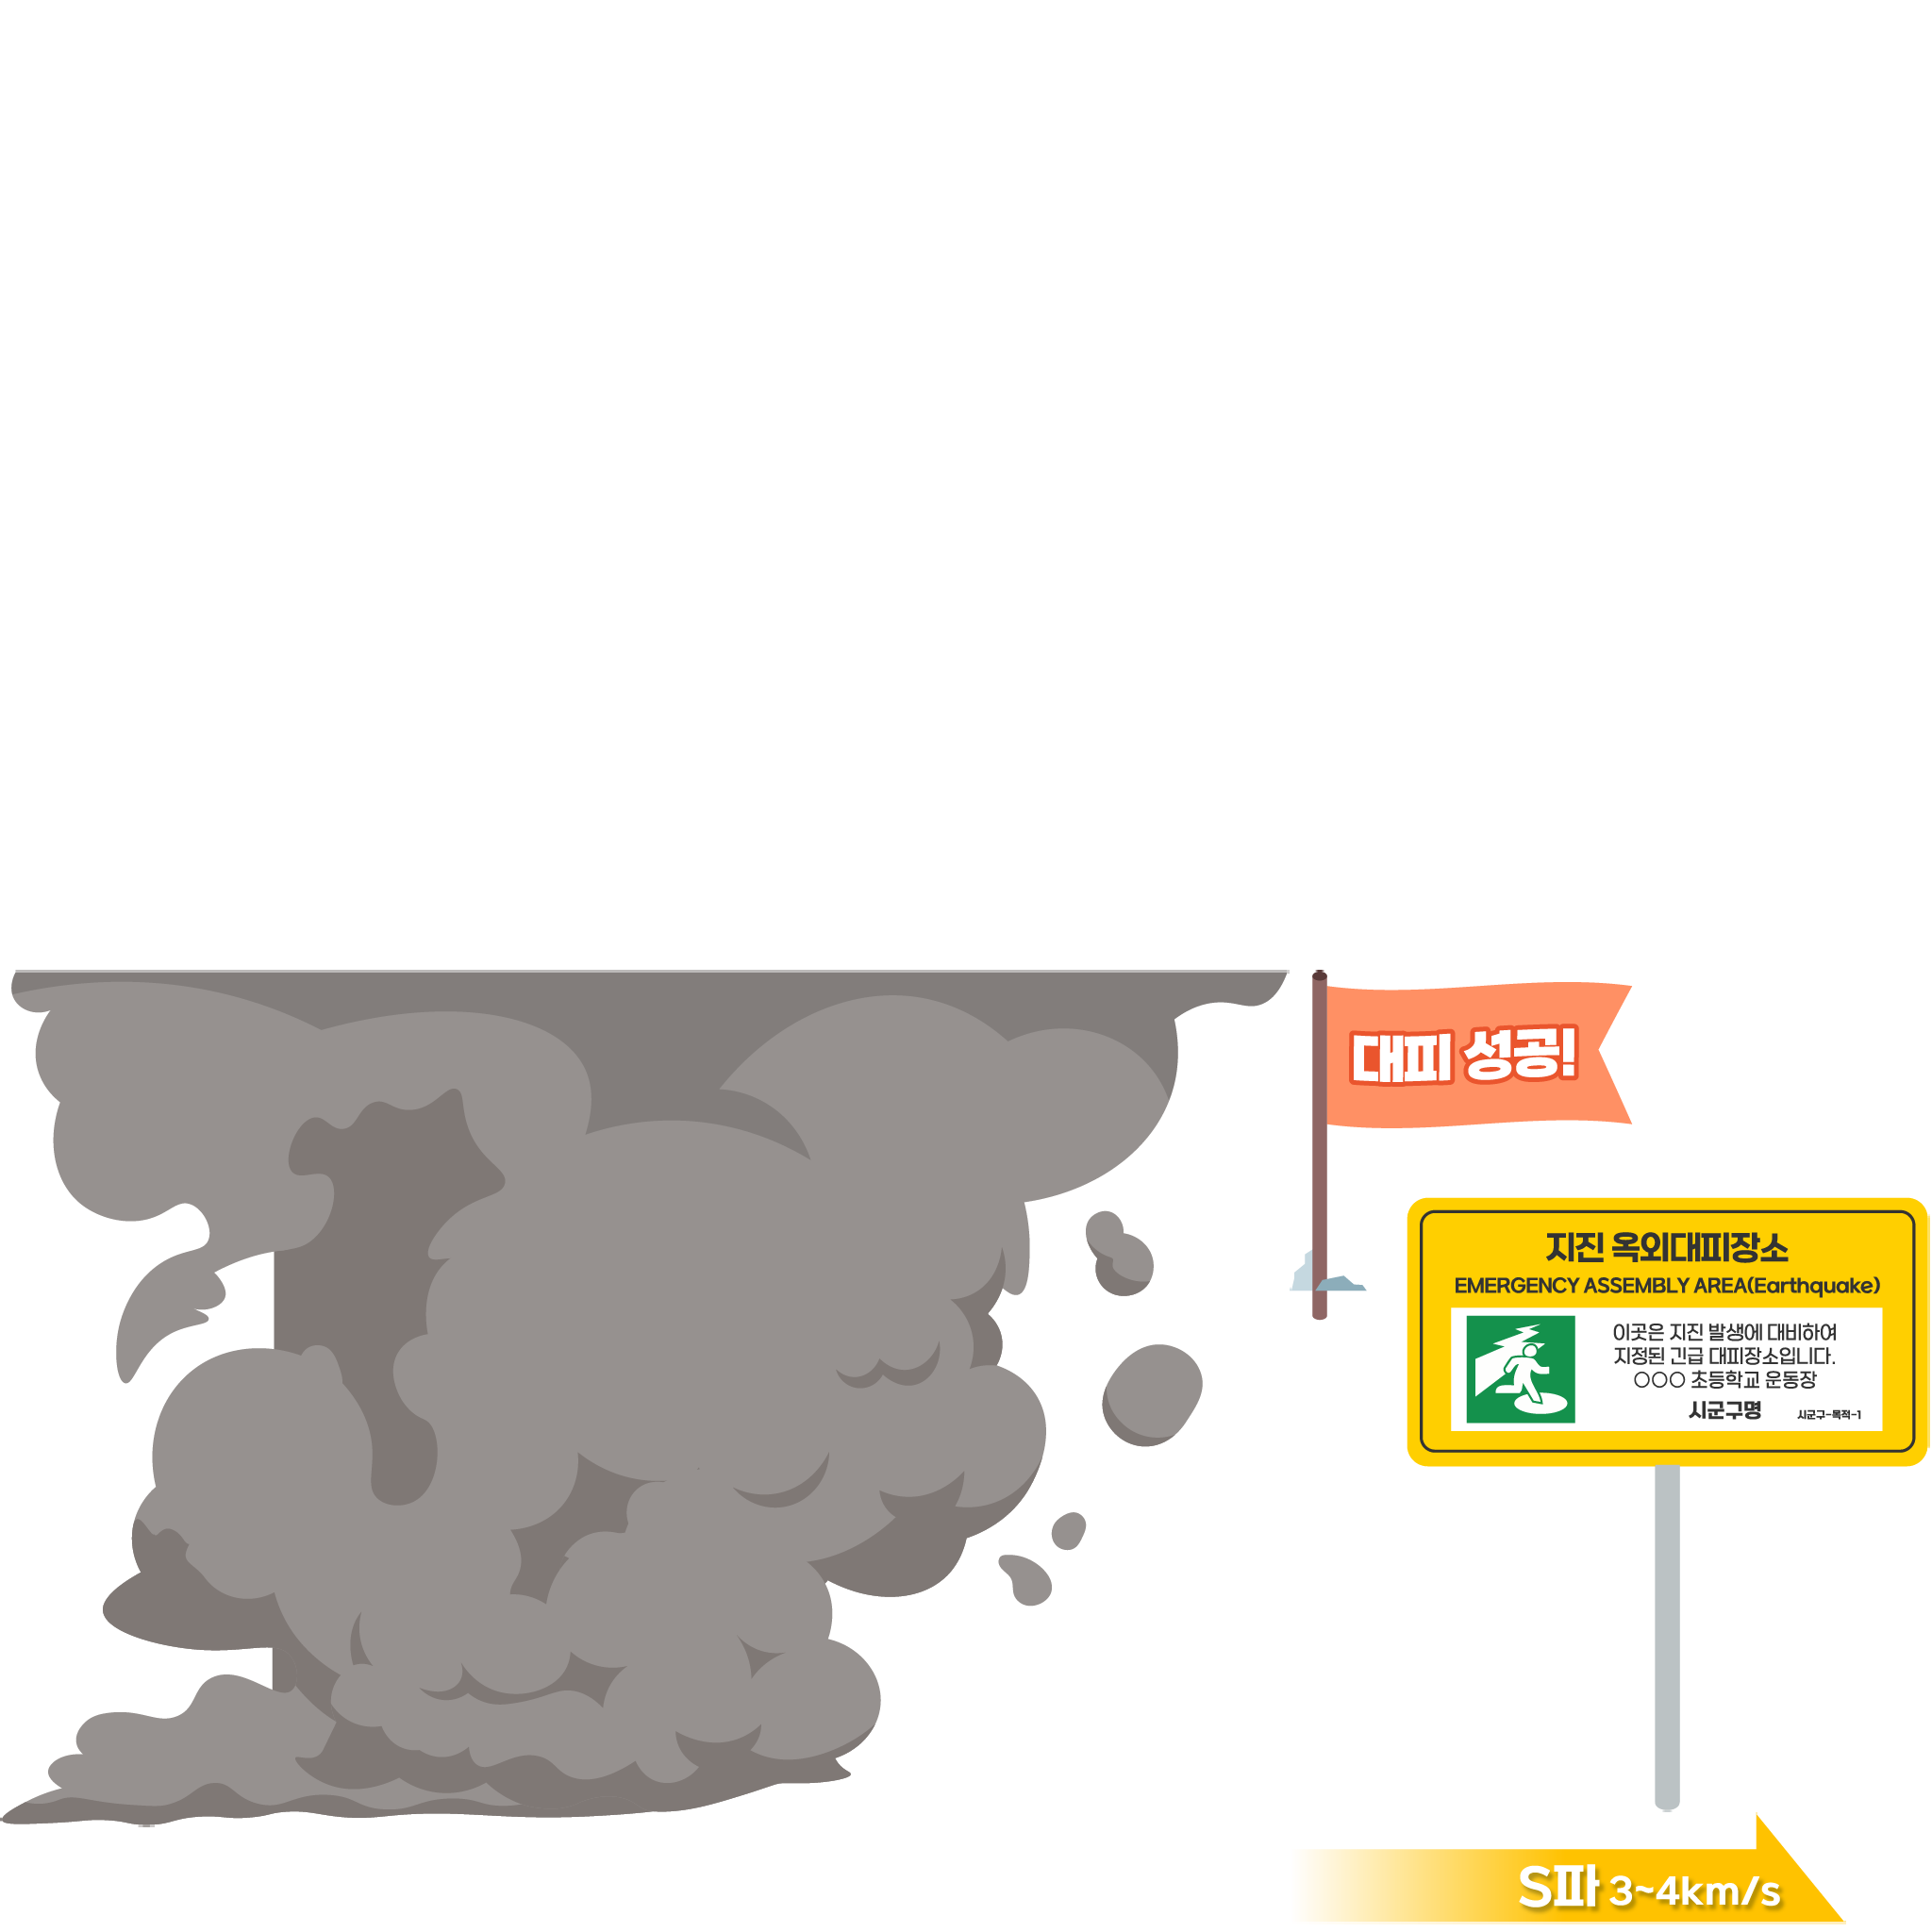 대피 성공!
지진 옥외대피장소
EMERGENCY ASSEMBLY AREA(Earthquake)
이곳은 지진 발생에 대비하여
지정된 긴급 대피장소입니다.
○○○ 초등학교 운동장
시군구명 시군구-목적-1
S파 3~4km/s